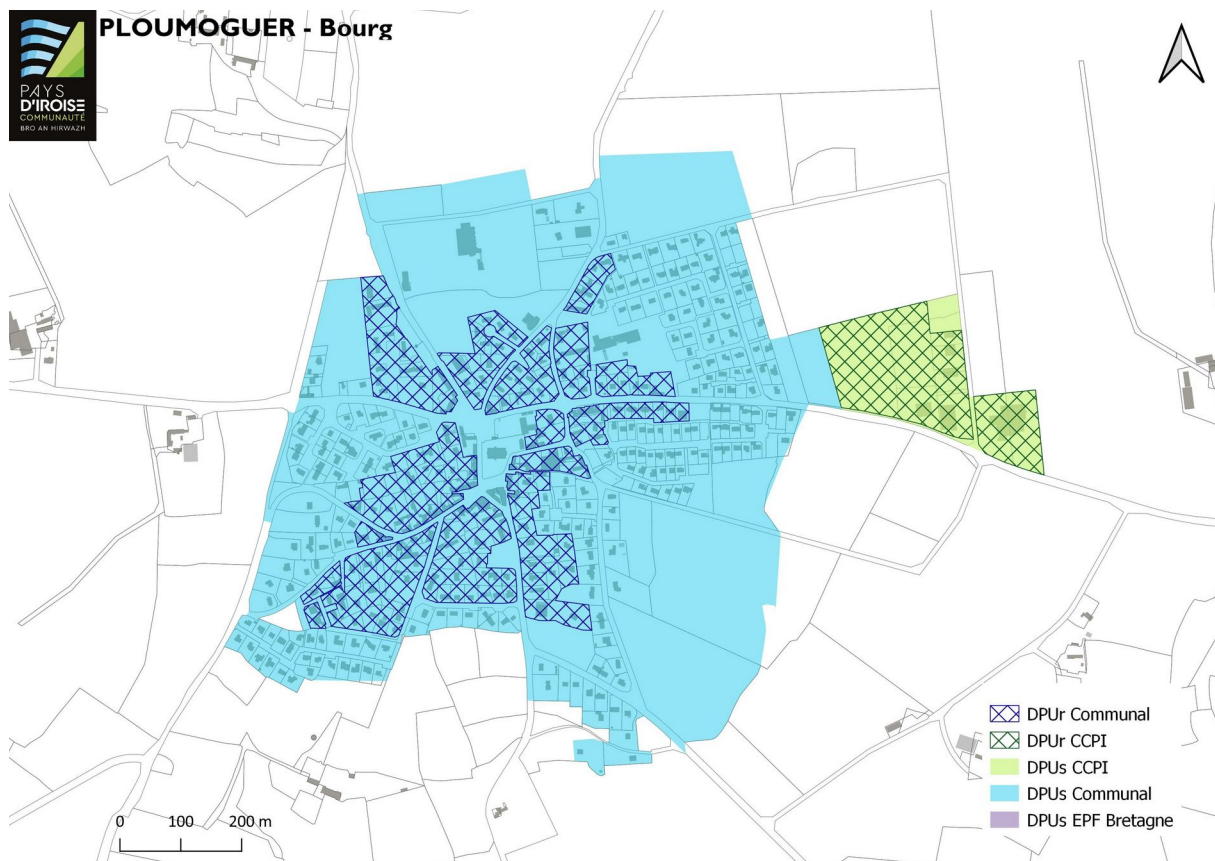 PLOUMOGUER - Bourg
PAYS
D'IROISE
COMMUNAUTÉ
BRO AN HIRWAZH
DPUr Communal
DPUr CCPI
DPUs CCPI
DPUs Communal
DPUs EPF Bretagne
0 100 200 m